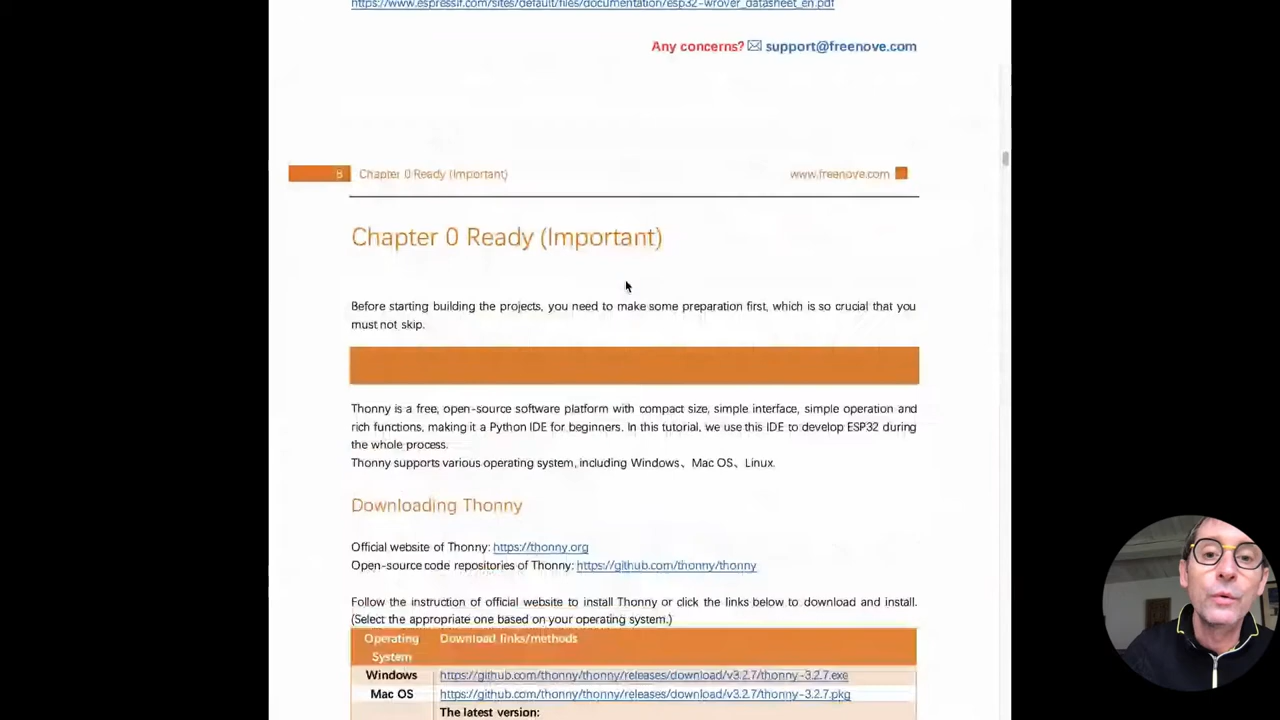 https://www.espressif.com/sites/default/files/documentation/esp32-wrover_datasheet_en.pdf
Any concerns? support@freenove.com
8 Chapter 0 Ready (Important) www.freenove.com
Chapter 0 Ready (Important)
Before starting building the projects, you need to make some preparation first, which is so crucial that you
must not skip.
Thonny is a free, open-source software platform with compact size, simple interface, simple operation and
rich functions, making it a Python IDE for beginners. In this tutorial, we use this IDE to develop ESP32 during
the whole process.
Thonny supports various operating system, including Windows、Mac OS、Linux.
Downloading Thonny
Official website of Thonny: https://thonny.org
Open-source code repositories of Thonny: https://github.com/thonny/thonny
Follow the instruction of official website to install Thonny or click the links below to download and install.
(Select the appropriate one based on your operating system.)
Operating System Download links/methods
Windows https://github.com/thonny/thonny/releases/download/v3.2.7/thonny-3.2.7.exe
Mac OS https://github.com/thonny/thonny/releases/download/v3.2.7/thonny-3.2.7.pkg
The latest version: